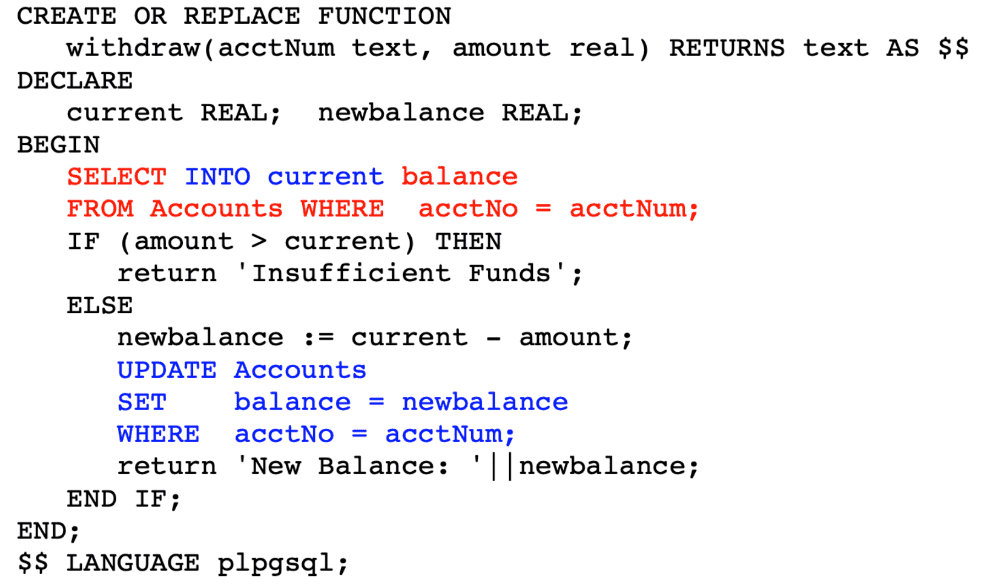 CREATE OR REPLACE FUNCTION
   withdraw(acctNum text, amount real) RETURNS text AS $$
DECLARE
   current REAL;  newbalance REAL;
BEGIN
   SELECT INTO current balance
   FROM Accounts WHERE  acctNo = acctNum;
   IF (amount > current) THEN
      return 'Insufficient Funds';
   ELSE
      newbalance := current - amount;
      UPDATE Accounts
      SET    balance = newbalance
      WHERE  acctNo = acctNum;
      return 'New Balance: '||newbalance;
   END IF;
END;
$$ LANGUAGE plpgsql;